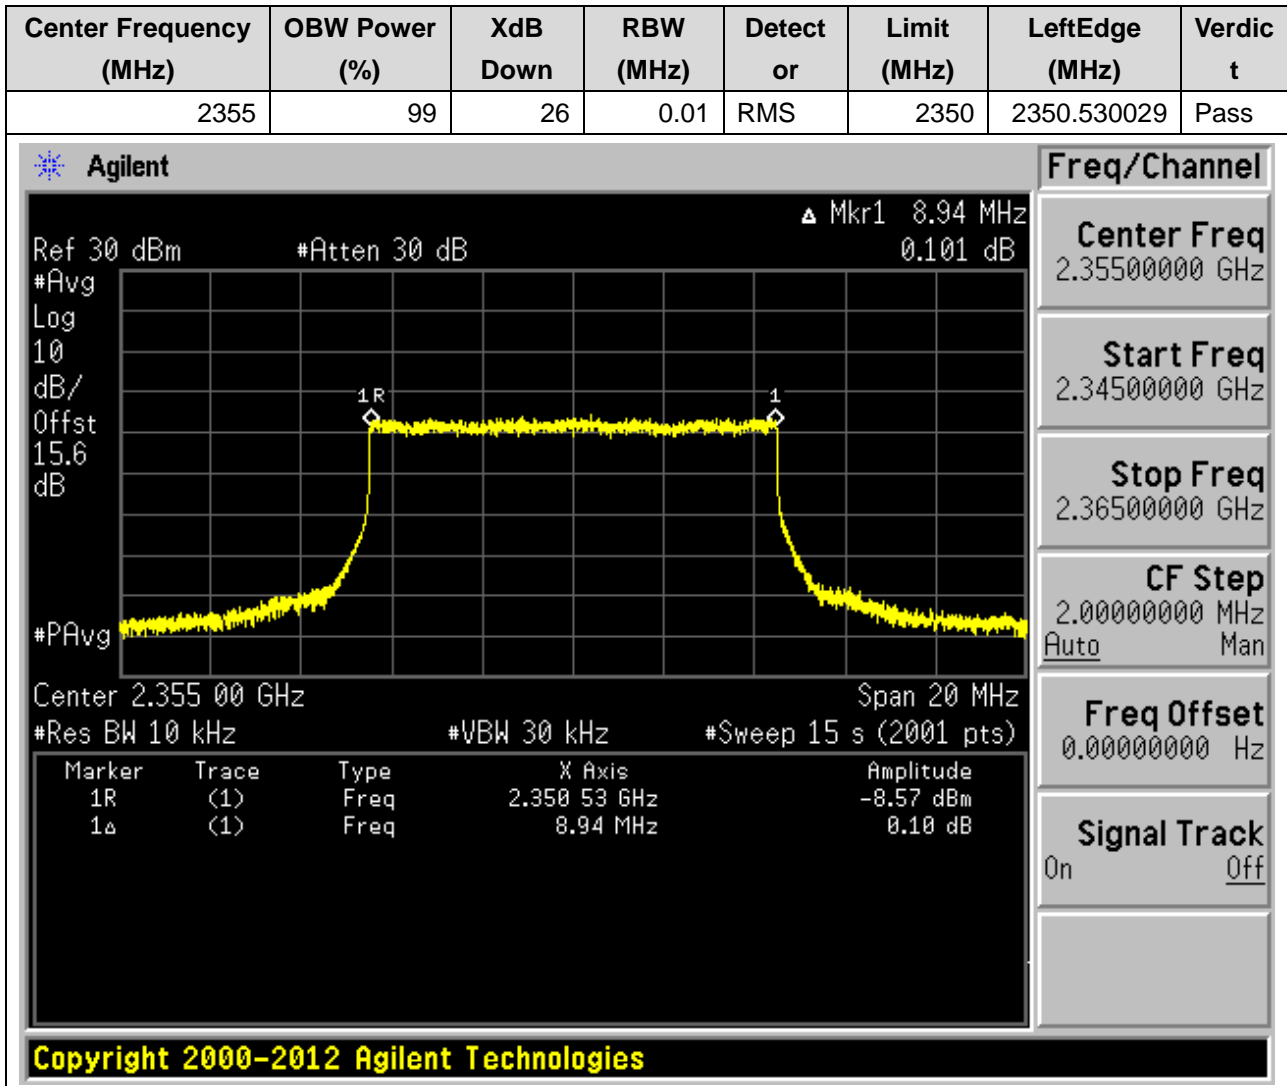 Center Frequency (MHz) OBW Power (%) XdB Down RBW (MHz) Detect or Limit (MHz) LeftEdge (MHz) Verdic t
2355 99 26 0.01 RMS 2350 2350.530029 Pass
Agilent
Freq/Channel
Δ Mkr1 8.94 MHz
Ref 30 dBm #Atten 30 dB 0.101 dB
#Avg
Log
10
dB/
Offst
15.6
dB
#PAvg
1R
1
Center 2.355 00 GHz Span 20 MHz
#Res BW 10 kHz #VBW 30 kHz #Sweep 15 s (2001 pts)
Marker Trace Type X Axis Amplitude
1R (1) Freq 2.350 53 GHz -8.57 dBm
1Δ (1) Freq 8.94 MHz 0.10 dB
Center Freq
2.35500000 GHz
Start Freq
2.34500000 GHz
Stop Freq
2.36500000 GHz
CF Step
2.00000000 MHz
Auto Man
Freq Offset
0.00000000 Hz
Signal Track
On Off
Copyright 2000-2012 Agilent Technologies